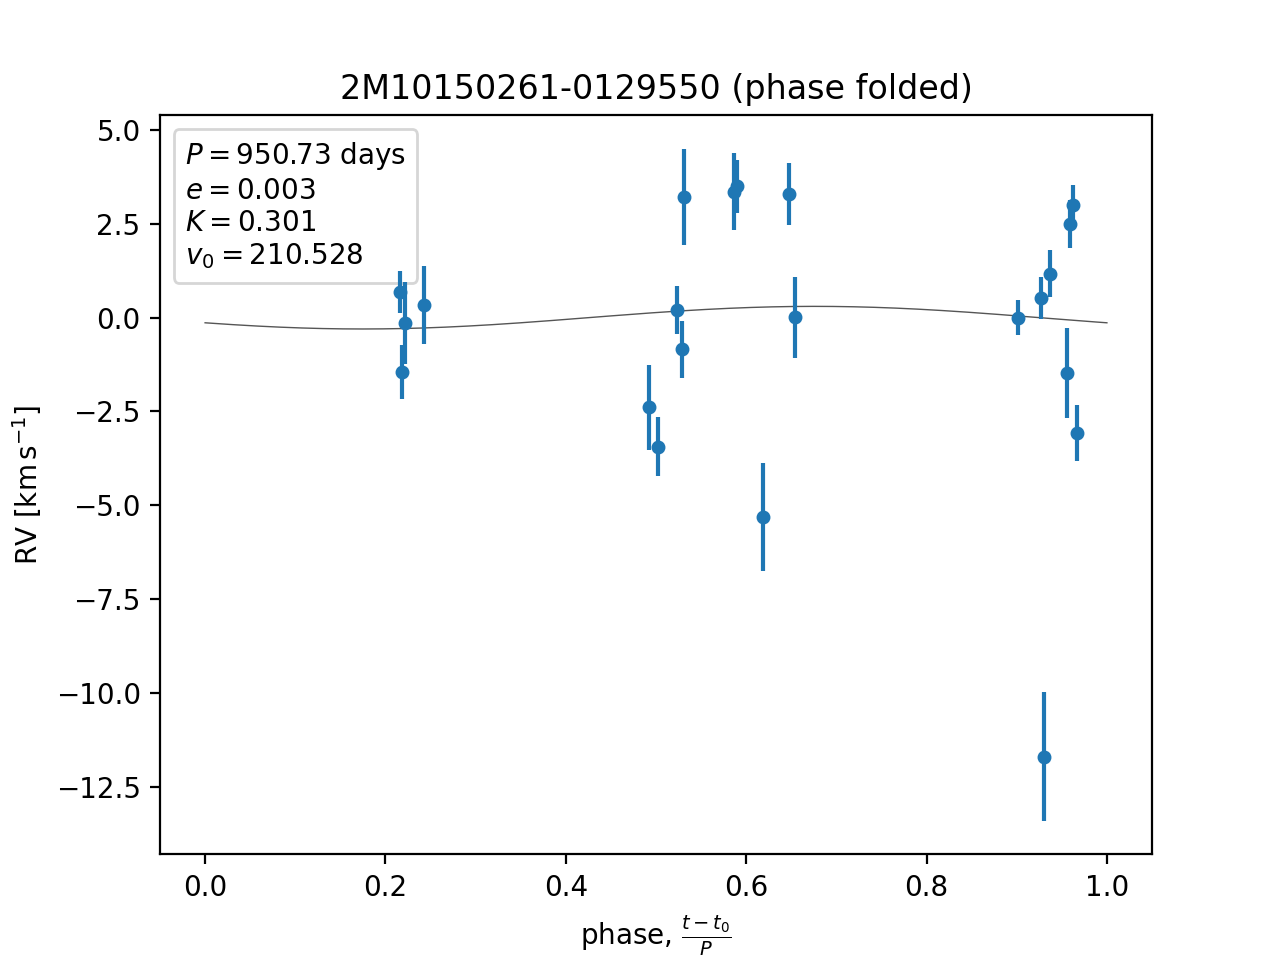 2M10150261-0129550 (phase folded)
P = 950.73 days
e = 0.003
K = 0.301
v₀ = 210.528
5.0
2.5
0.0
−2.5
−5.0
−7.5
−10.0
−12.5
RV [km s⁻¹]
0.0 0.2 0.4 0.6 0.8 1.0
phase, (t − t₀)/P